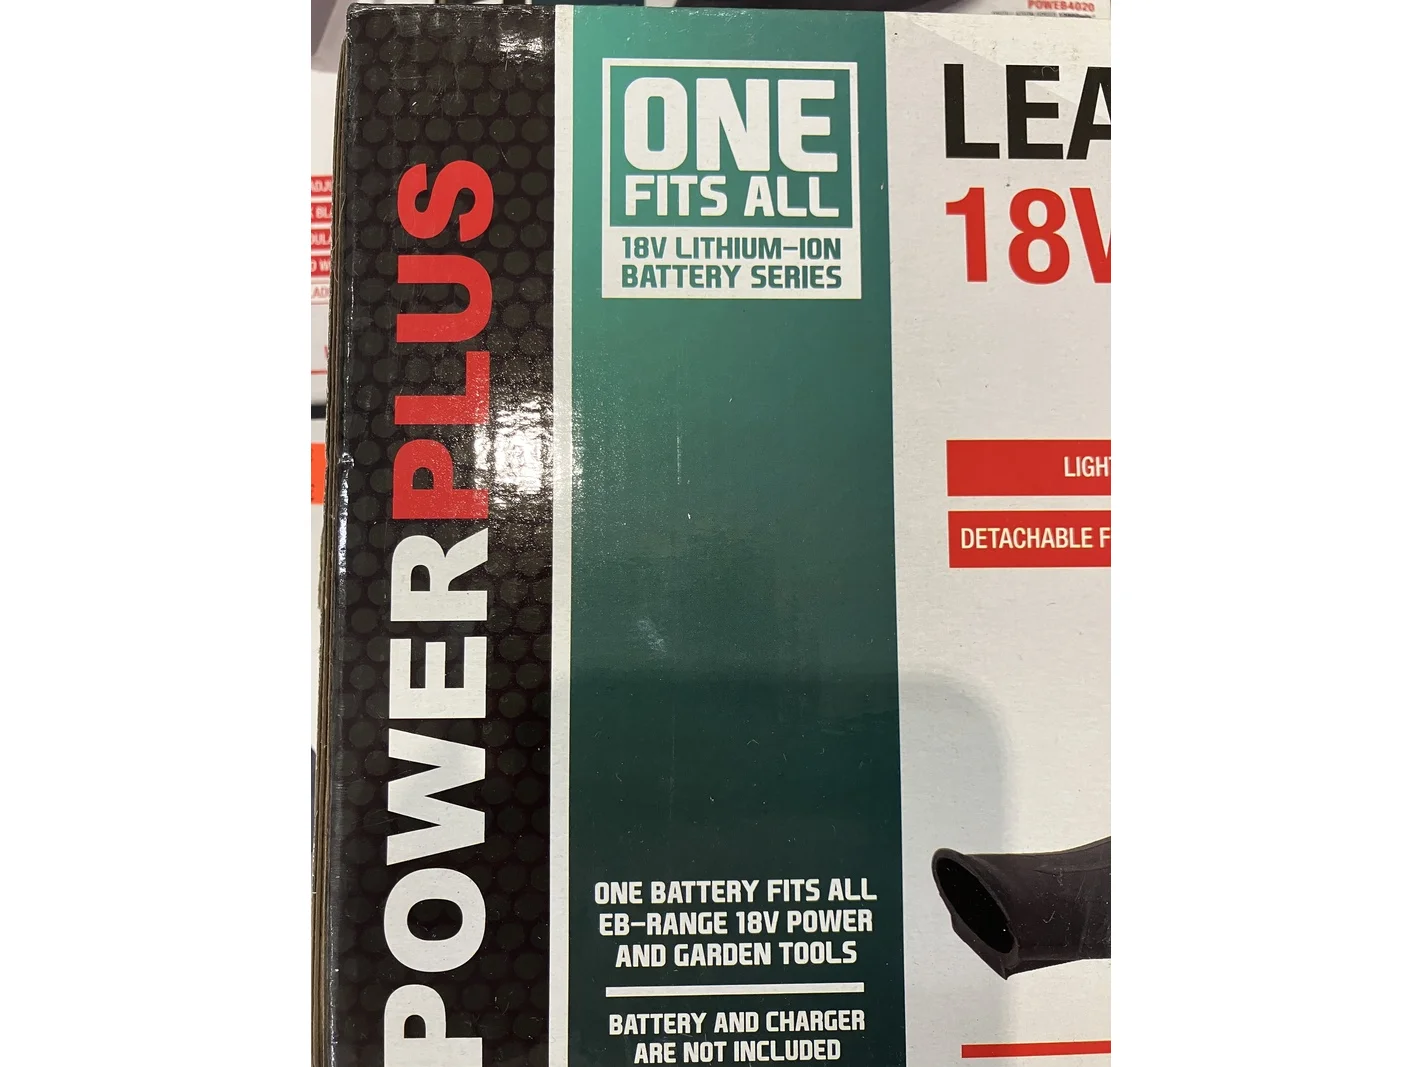 POWEB4020
POWERPLUS
ONE
FITS ALL
18V LITHIUM-ION
BATTERY SERIES
LEA
18V
LIGHT
DETACHABLE F
ONE BATTERY FITS ALL
EB-RANGE 18V POWER
AND GARDEN TOOLS
BATTERY AND CHARGER
ARE NOT INCLUDED